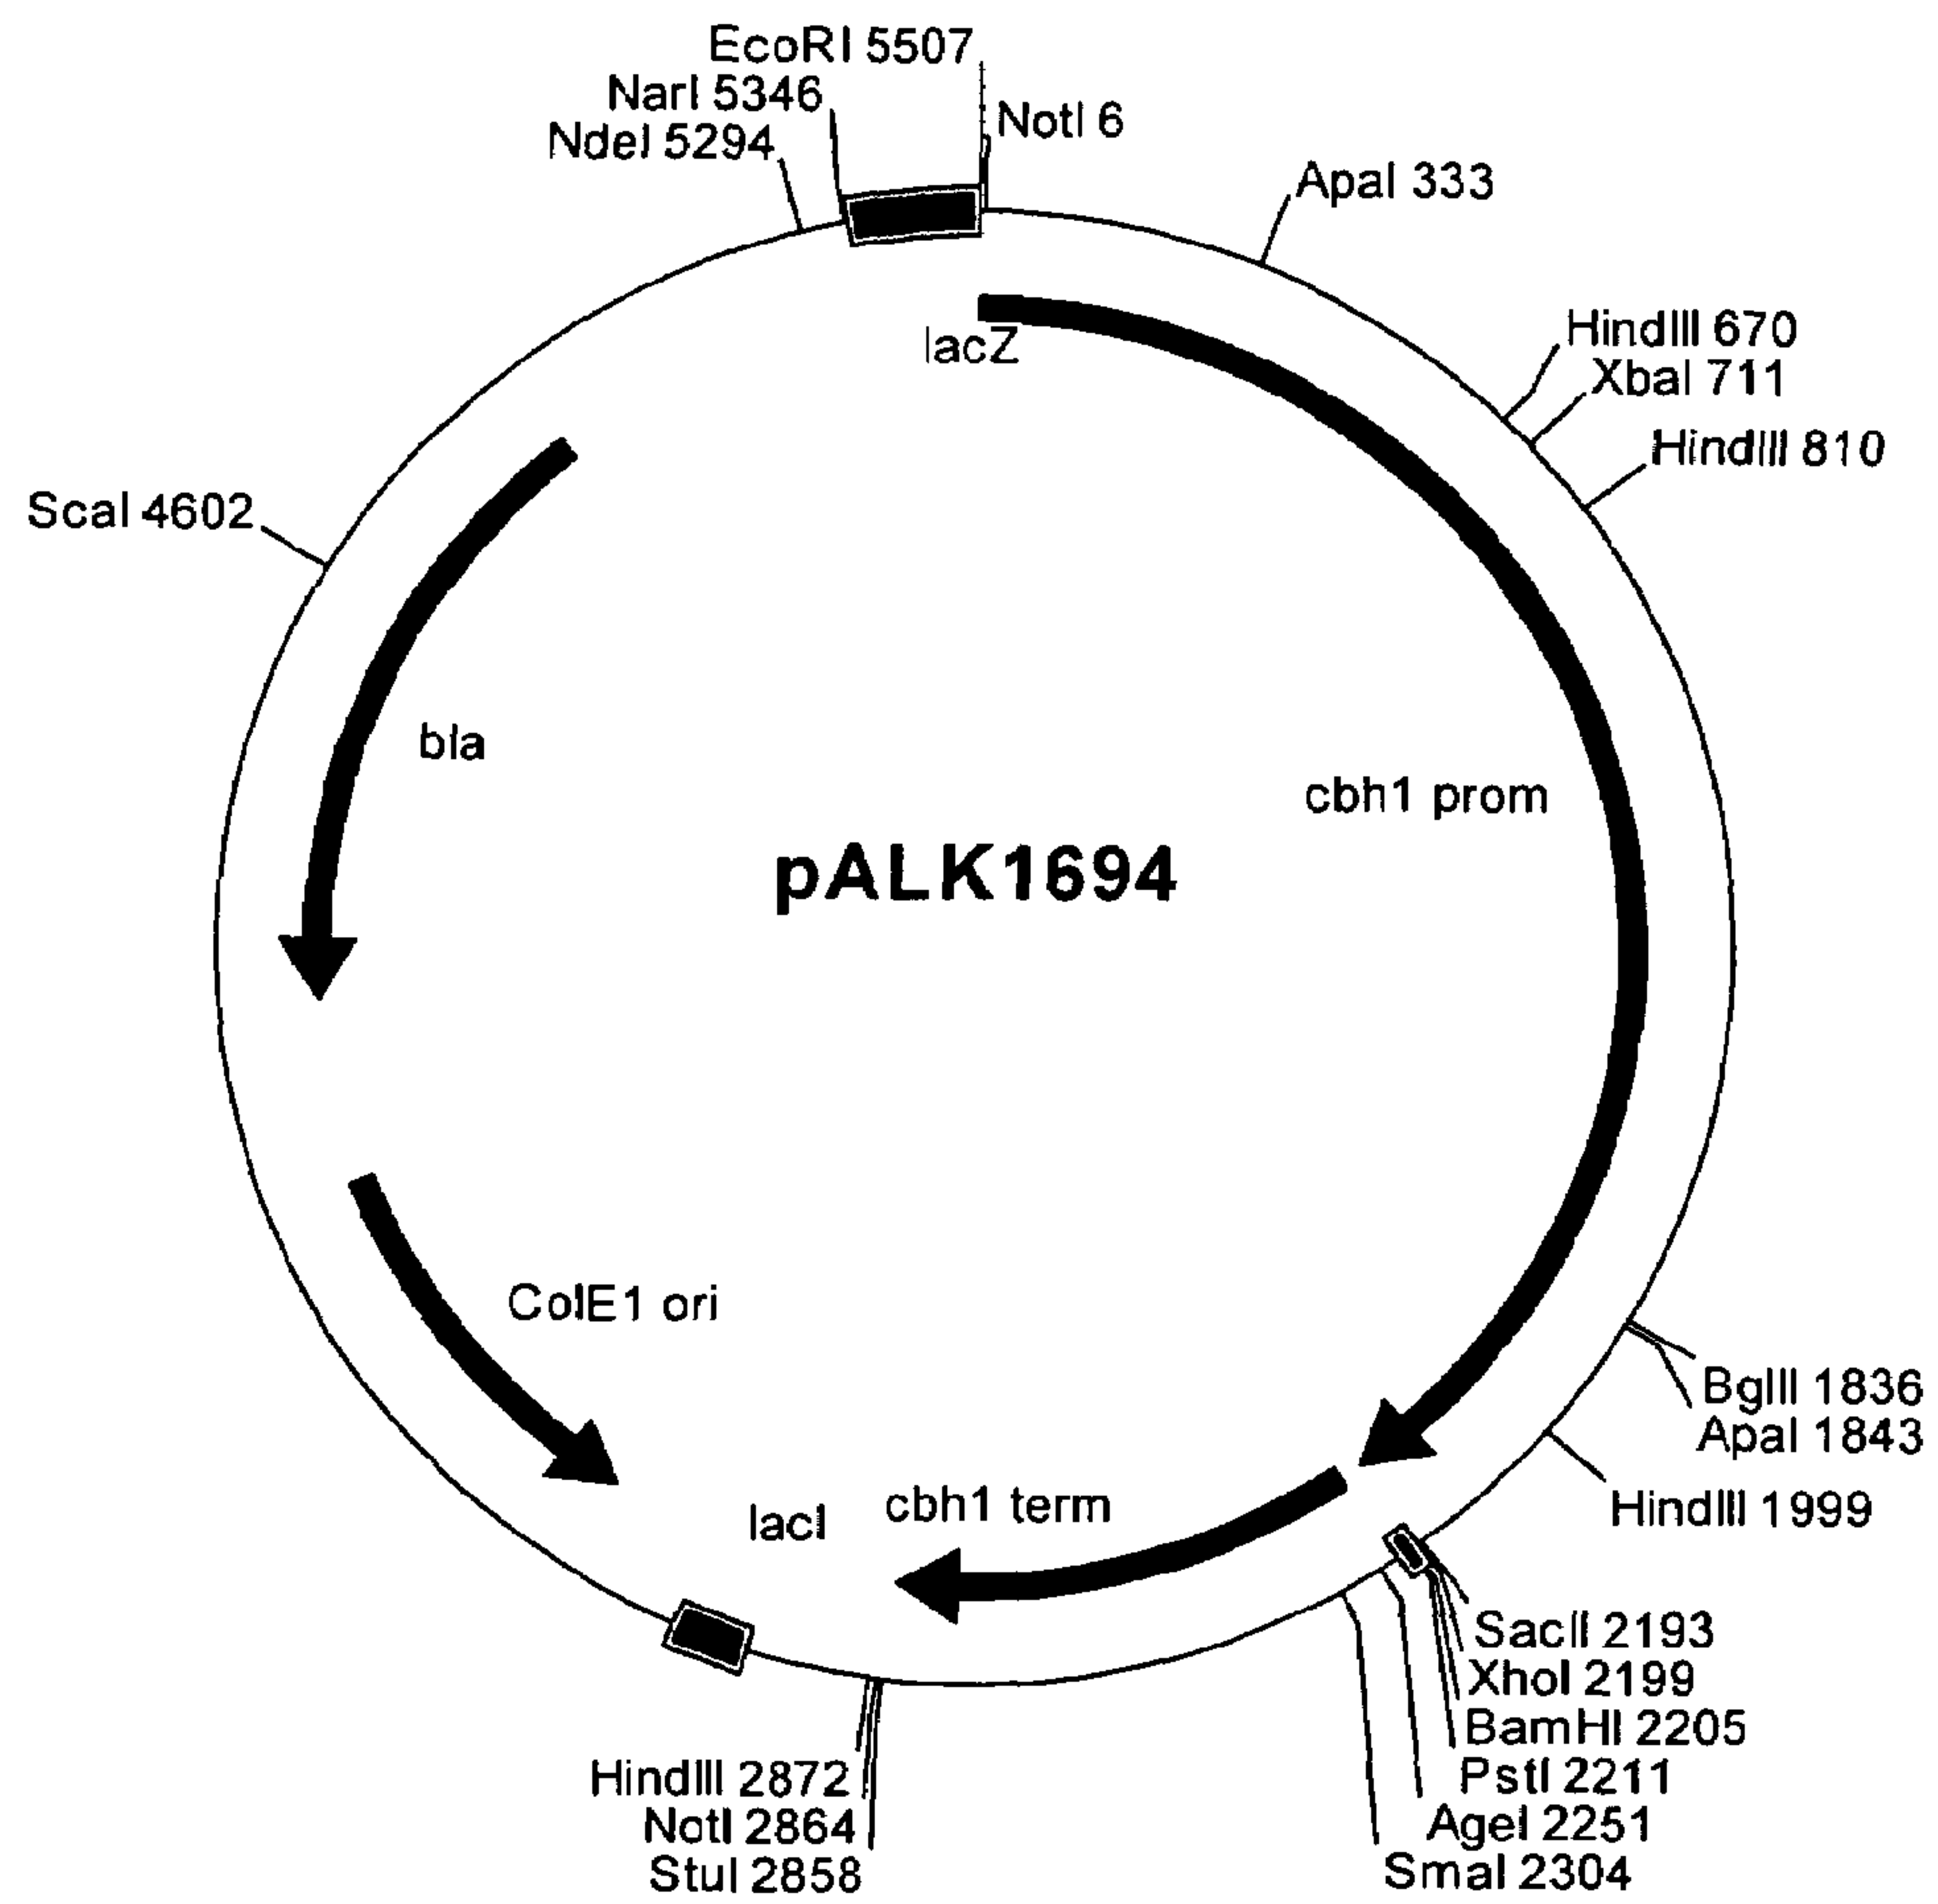 EcoRI 5507
NarI 5346
NdeI 5294
NotI 6
ApaI 333
HindIII 670
XbaI 711
HindIII 810
ScaI 4602
lacZ
bla
cbh1 prom
pALK1694
ColE1 ori
lacI
cbh1 term
BglII 1836
ApaI 1843
HindIII 1999
SacII 2193
XhoI 2199
BamHI 2205
PstI 2211
AgeI 2251
SmaI 2304
HindIII 2872
NotI 2864
StuI 2858